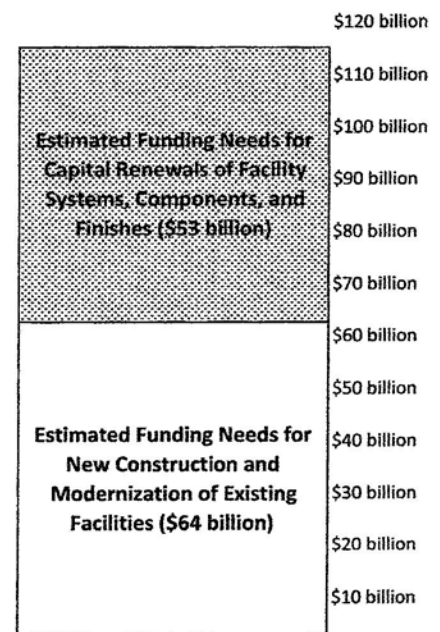 $120 billion
$110 billion
$100 billion
Estimated Funding Needs for
Capital Renewals of Facility
Systems, Components, and
Finishes ($53 billion)
$90 billion
$80 billion
$70 billion
$60 billion
$50 billion
Estimated Funding Needs for
New Construction and
Modernization of Existing
Facilities ($64 billion)
$40 billion
$30 billion
$20 billion
$10 billion